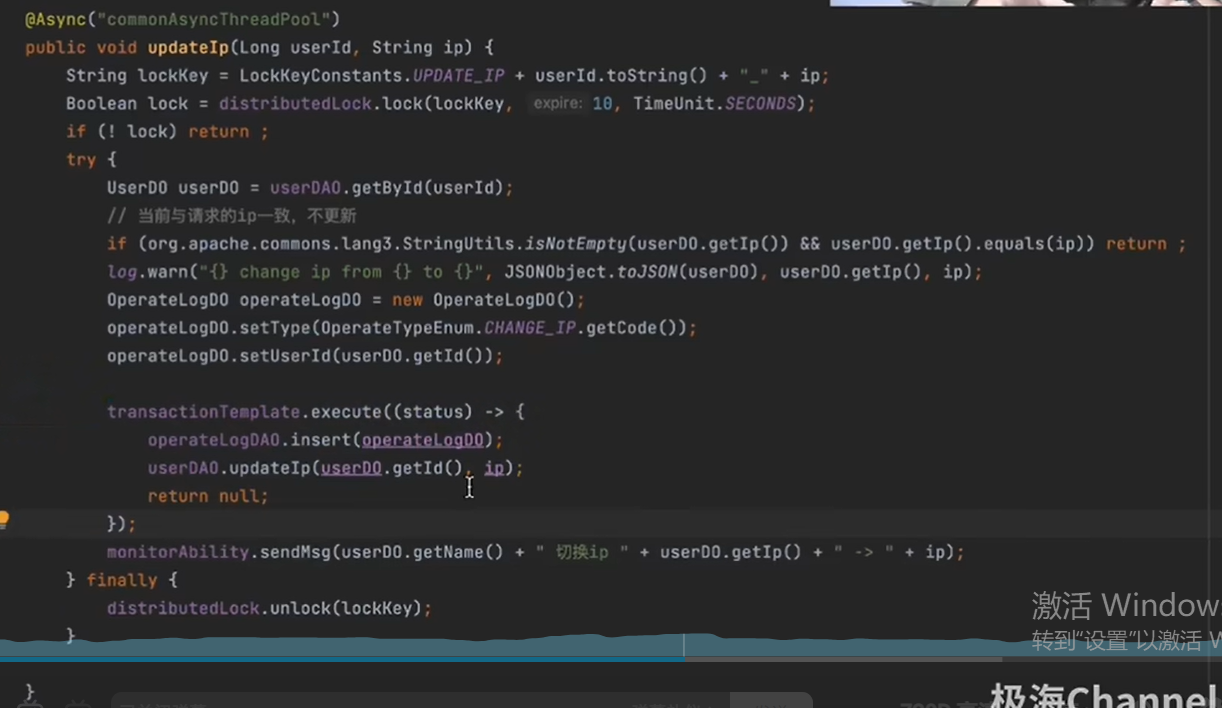 @Async("commonAsyncThreadPool")
public void updateIp(Long userId, String ip) {
String lockKey = LockKeyConstants.UPDATE_IP + userId.toString() + "_" + ip;
Boolean lock = distributedLock.lock(lockKey, expire: 10, TimeUnit.SECONDS);
if (! lock) return ;
try {
UserDO userDO = userDAO.getById(userId);
// 当前与请求的ip一致，不更新
if (org.apache.commons.lang3.StringUtils.isNotEmpty(userDO.getIp()) && userDO.getIp().equals(ip)) return ;
log.warn("{} change ip from {} to {}", JSONObject.toJSON(userDO), userDO.getIp(), ip);
OperateLogDO operateLogDO = new OperateLogDO();
operateLogDO.setType(OperateTypeEnum.CHANGE_IP.getCode());
operateLogDO.setUserId(userDO.getId());
transactionTemplate.execute((status) -> {
operateLogDAO.insert(operateLogDO);
userDAO.updateIp(userDO.getId(), ip);
return null;
});
monitorAbility.sendMsg(userDO.getName() + " 切换ip " + userDO.getIp() + " -> " + ip);
} finally {
distributedLock.unlock(lockKey);
}
激活 Window
转到"设置"以激活 W
}
极海Channel